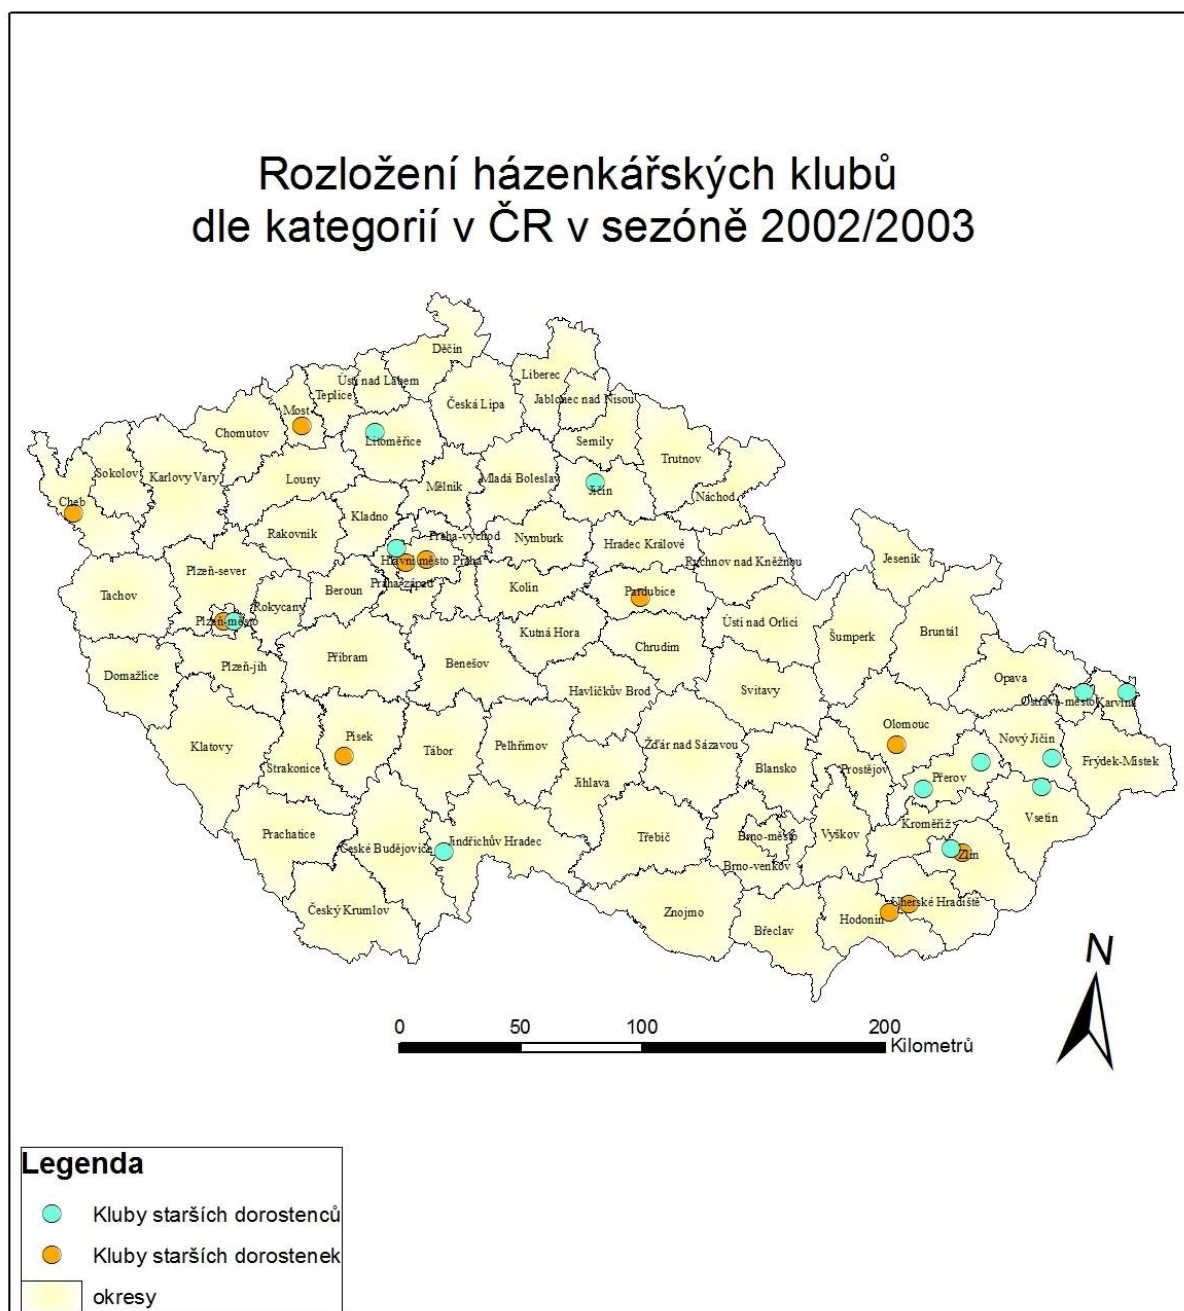 Rozložení házenkářských klubů
dle kategorií v ČR v sezóně 2002/2003
Děčín
Liberec
Ústí nad Labem
Teplice
Jablonec nad Nisou
Česká Lípa
Most
Chomutov
Litoměřice
Semily
Trutnov
Sokolov
Karlovy Vary
Louny
Mělník
Mladá Boleslav
Jičín
Náchod
Cheb
Kladno
Rakovník
Praha-východ
Nymburk
Hradec Králové
Hlavní město Praha
Rychnov nad Kněžnou
Jeseník
Plzeň-sever
Praha-západ
Tachov
Beroun
Kolín
Pardubice
Rokycany
Plzeň-město
Ústí nad Orlicí
Kutná Hora
Chrudim
Šumperk
Bruntál
Plzeň-jih
Příbram
Benešov
Domažlice
Havlíčkův Brod
Svitavy
Opava
Ostrava-město
Karviná
Klatovy
Písek
Tábor
Pelhřimov
Žďár nad Sázavou
Olomouc
Nový Jičín
Frýdek-Místek
Strakonice
Jihlava
Blansko
Prostějov
Přerov
Vsetín
Prachatice
České Budějovice
Jindřichův Hradec
Třebíč
Brno-město
Vyškov
Kroměříž
Zlín
Brno-venkov
Český Krumlov
Znojmo
Břeclav
Hodonín
Uherské Hradiště
N
0 50 100 200
Kilometrů
Legenda
Kluby starších dorostenců
Kluby starších dorostenek
okresy